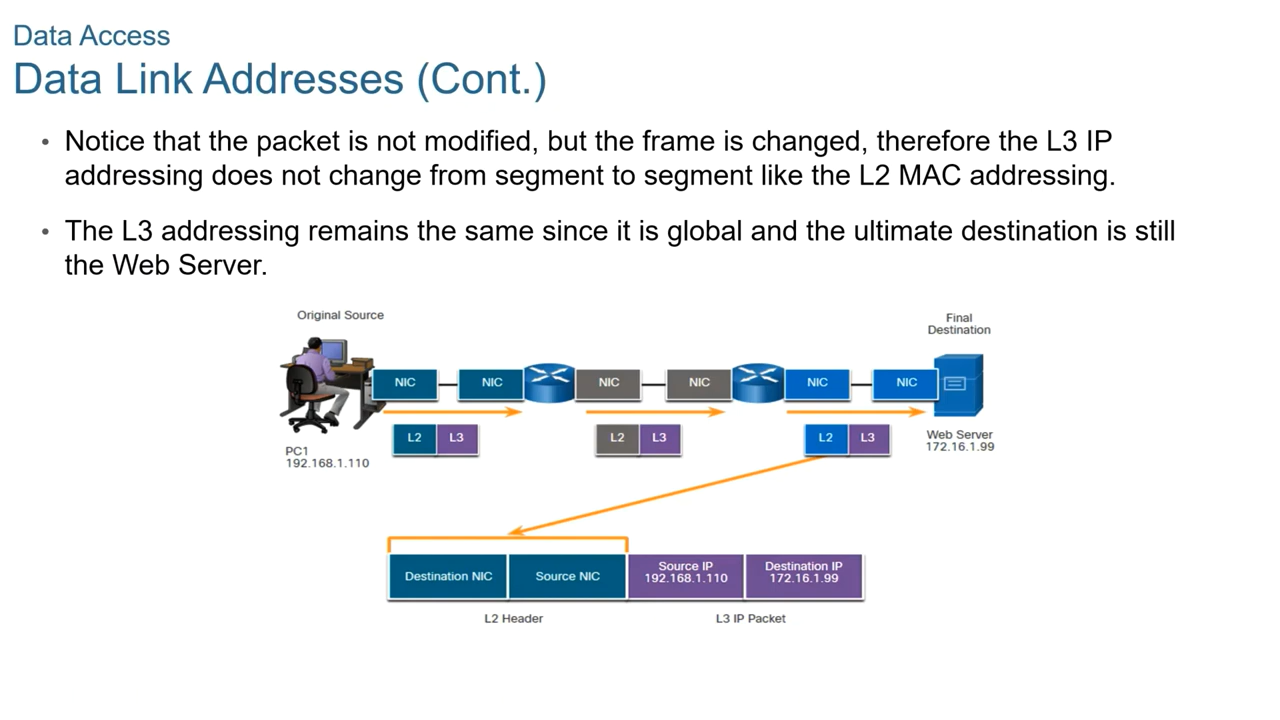 Data Access
Data Link Addresses (Cont.)
• Notice that the packet is not modified, but the frame is changed, therefore the L3 IP
addressing does not change from segment to segment like the L2 MAC addressing.
• The L3 addressing remains the same since it is global and the ultimate destination is still
the Web Server.
Original Source
Final
Destination
NIC
NIC
NIC
NIC
NIC
NIC
L2
L3
L2
L3
L2
L3
PC1
192.168.1.110
Web Server
172.16.1.99
Destination NIC
Source NIC
Source IP
192.168.1.110
Destination IP
172.16.1.99
L2 Header
L3 IP Packet